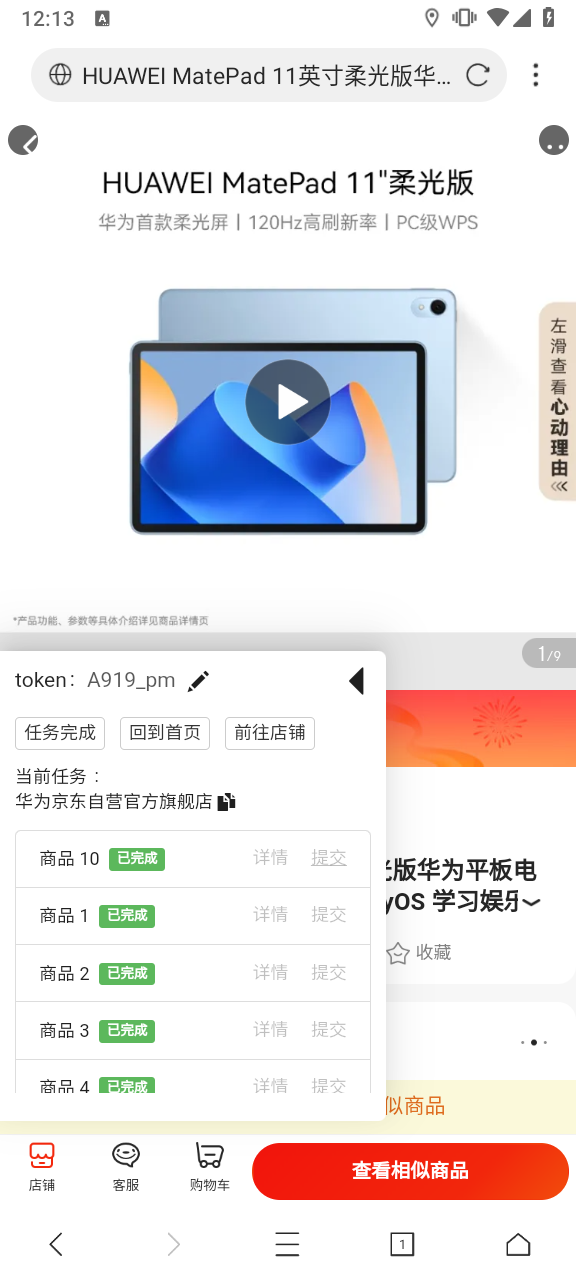 12:13
A
HUAWEI MatePad 11英寸柔光版华...
HUAWEI MatePad 11"柔光版
华为首款柔光屏丨120Hz高刷新率丨PC级WPS
左滑查看心动理由
*产品功能、参数等具体介绍详见商品详情页
1/9
token： A919_pm
任务完成 回到首页 前往店铺
当前任务：
华为京东自营官方旗舰店
商品 10 已完成 详情 提交
商品 1 已完成 详情 提交
商品 2 已完成 详情 提交
商品 3 已完成 详情 提交
商品 4 已完成 详情 提交
光版华为平板电
yOS 学习娱乐
收藏
似商品
店铺 客服 购物车 查看相似商品
1